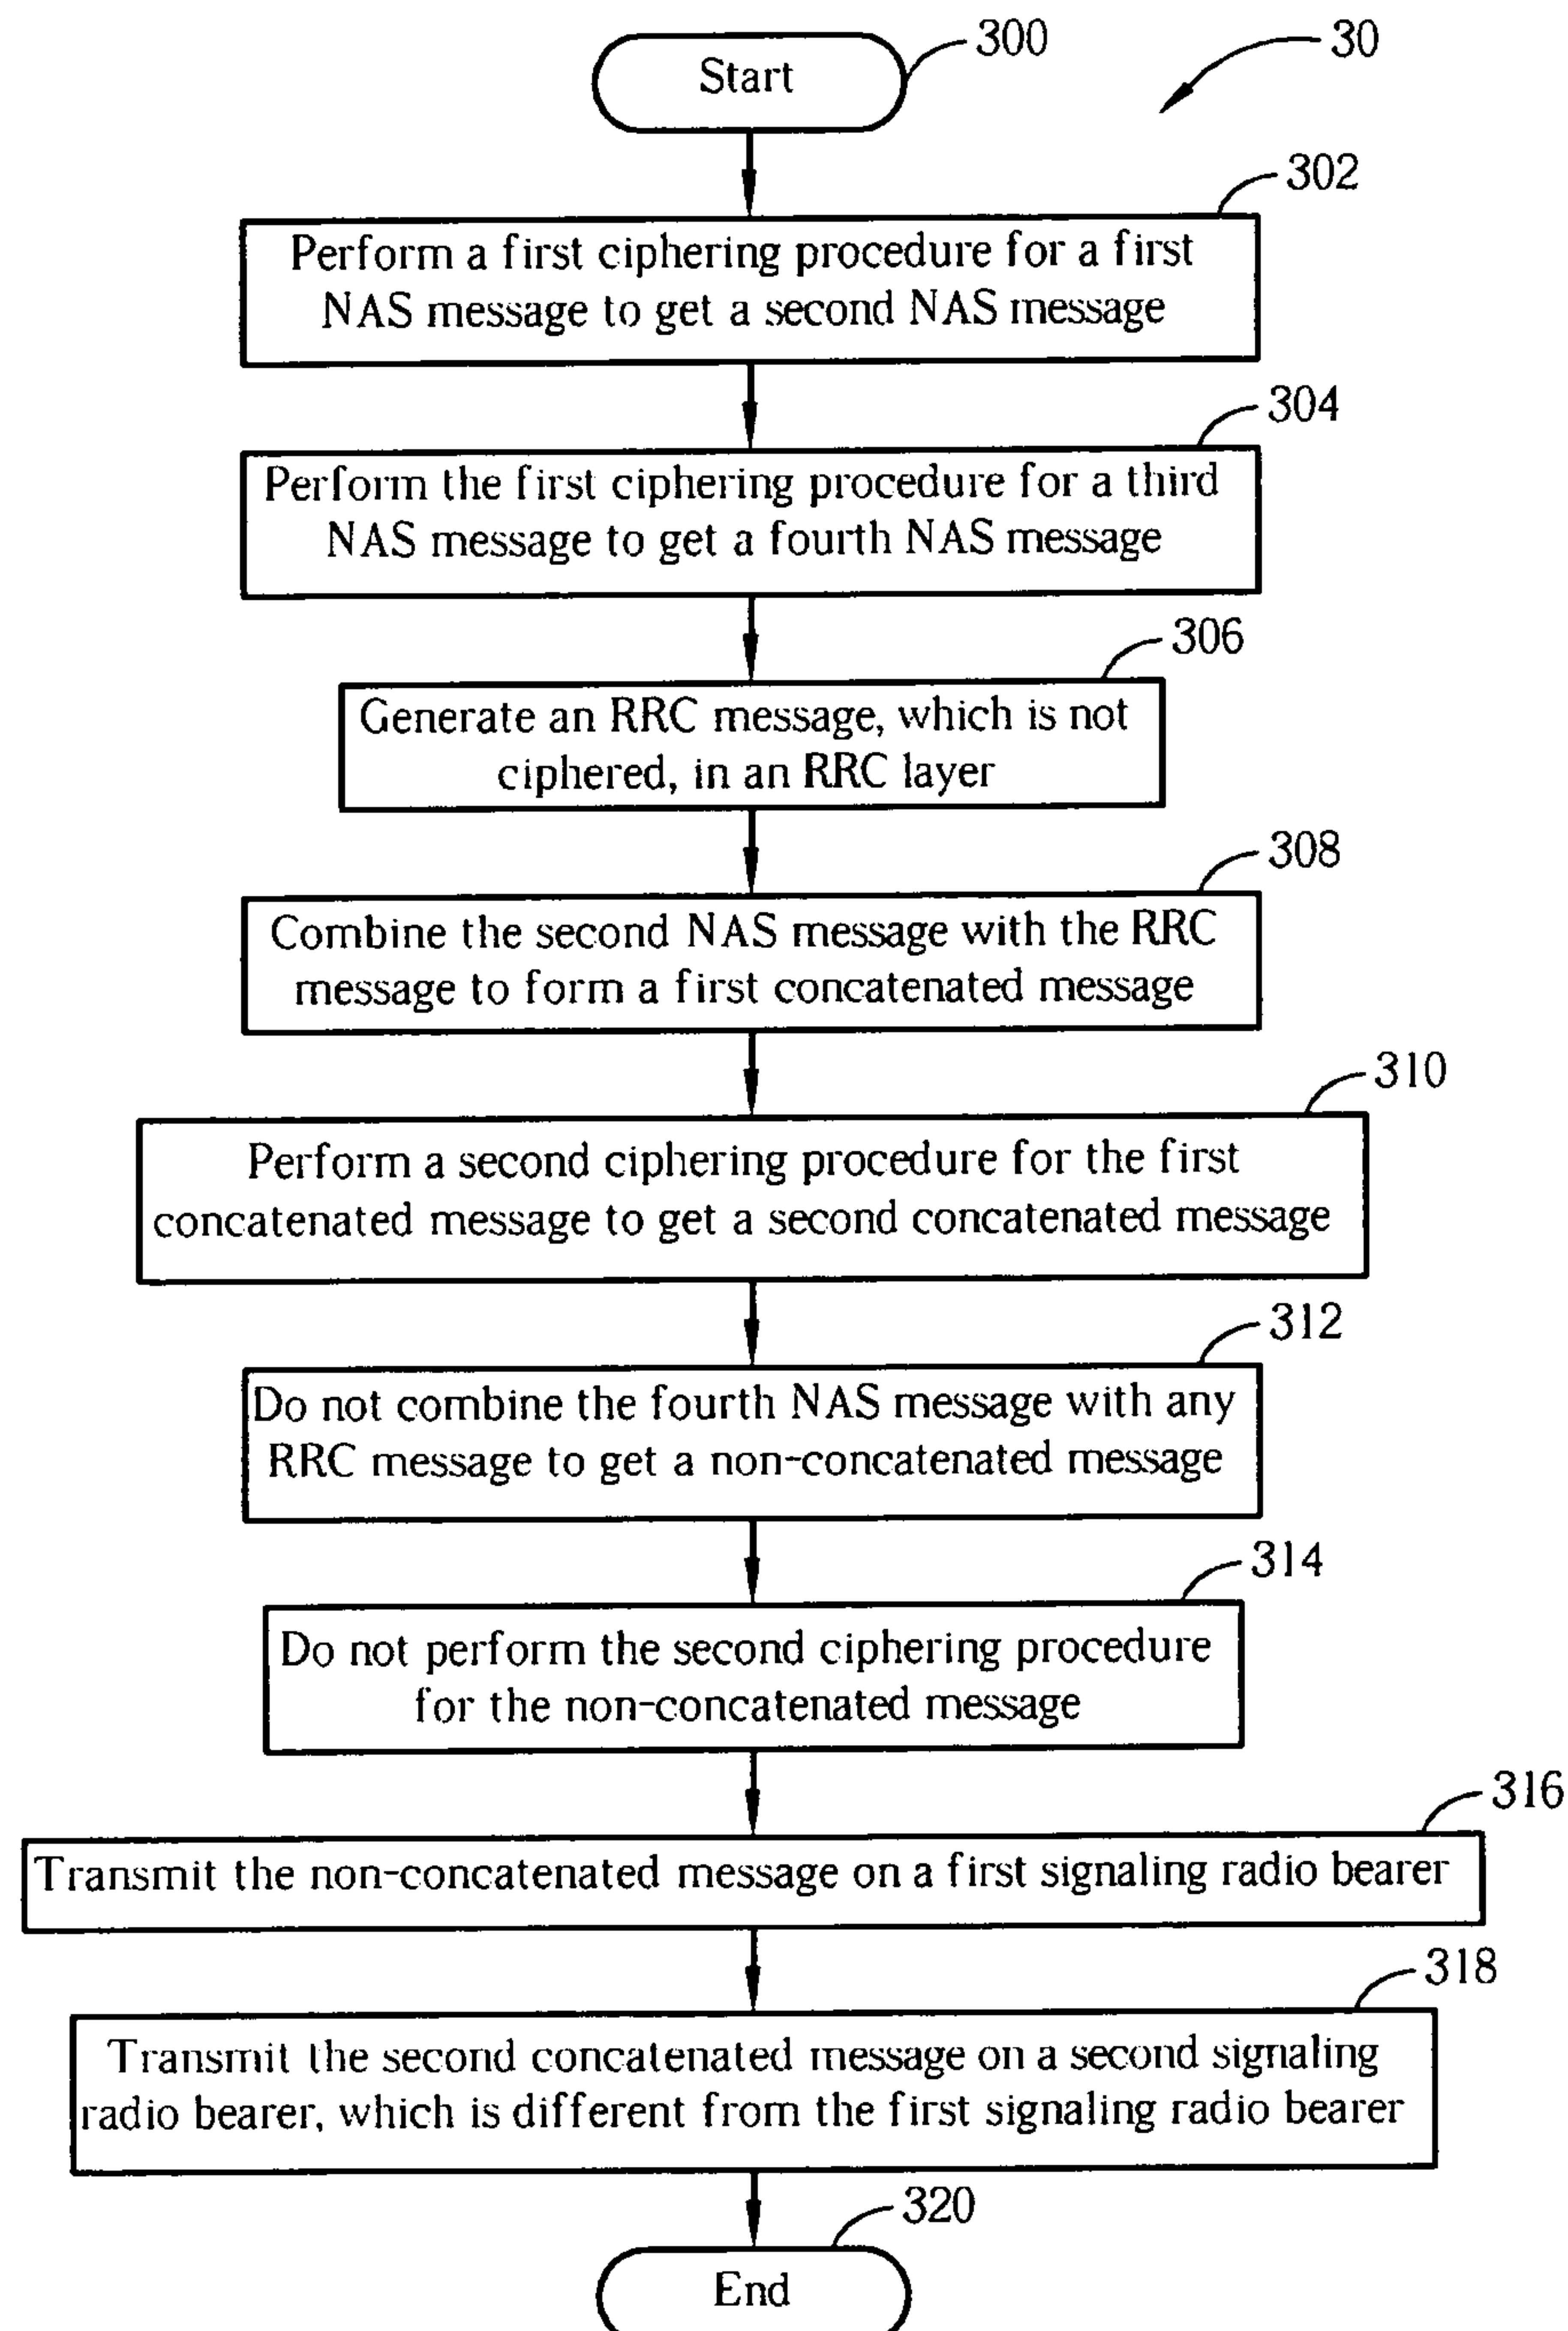 Start
300
30
302
Perform a first ciphering procedure for a first
NAS message to get a second NAS message
304
Perform the first ciphering procedure for a third
NAS message to get a fourth NAS message
306
Generate an RRC message, which is not
ciphered, in an RRC layer
308
Combine the second NAS message with the RRC
message to form a first concatenated message
310
Perform a second ciphering procedure for the first
concatenated message to get a second concatenated message
312
Do not combine the fourth NAS message with any
RRC message to get a non-concatenated message
314
Do not perform the second ciphering procedure
for the non-concatenated message
316
Transmit the non-concatenated message on a first signaling radio bearer
318
Transmit the second concatenated message on a second signaling
radio bearer, which is different from the first signaling radio bearer
320
End